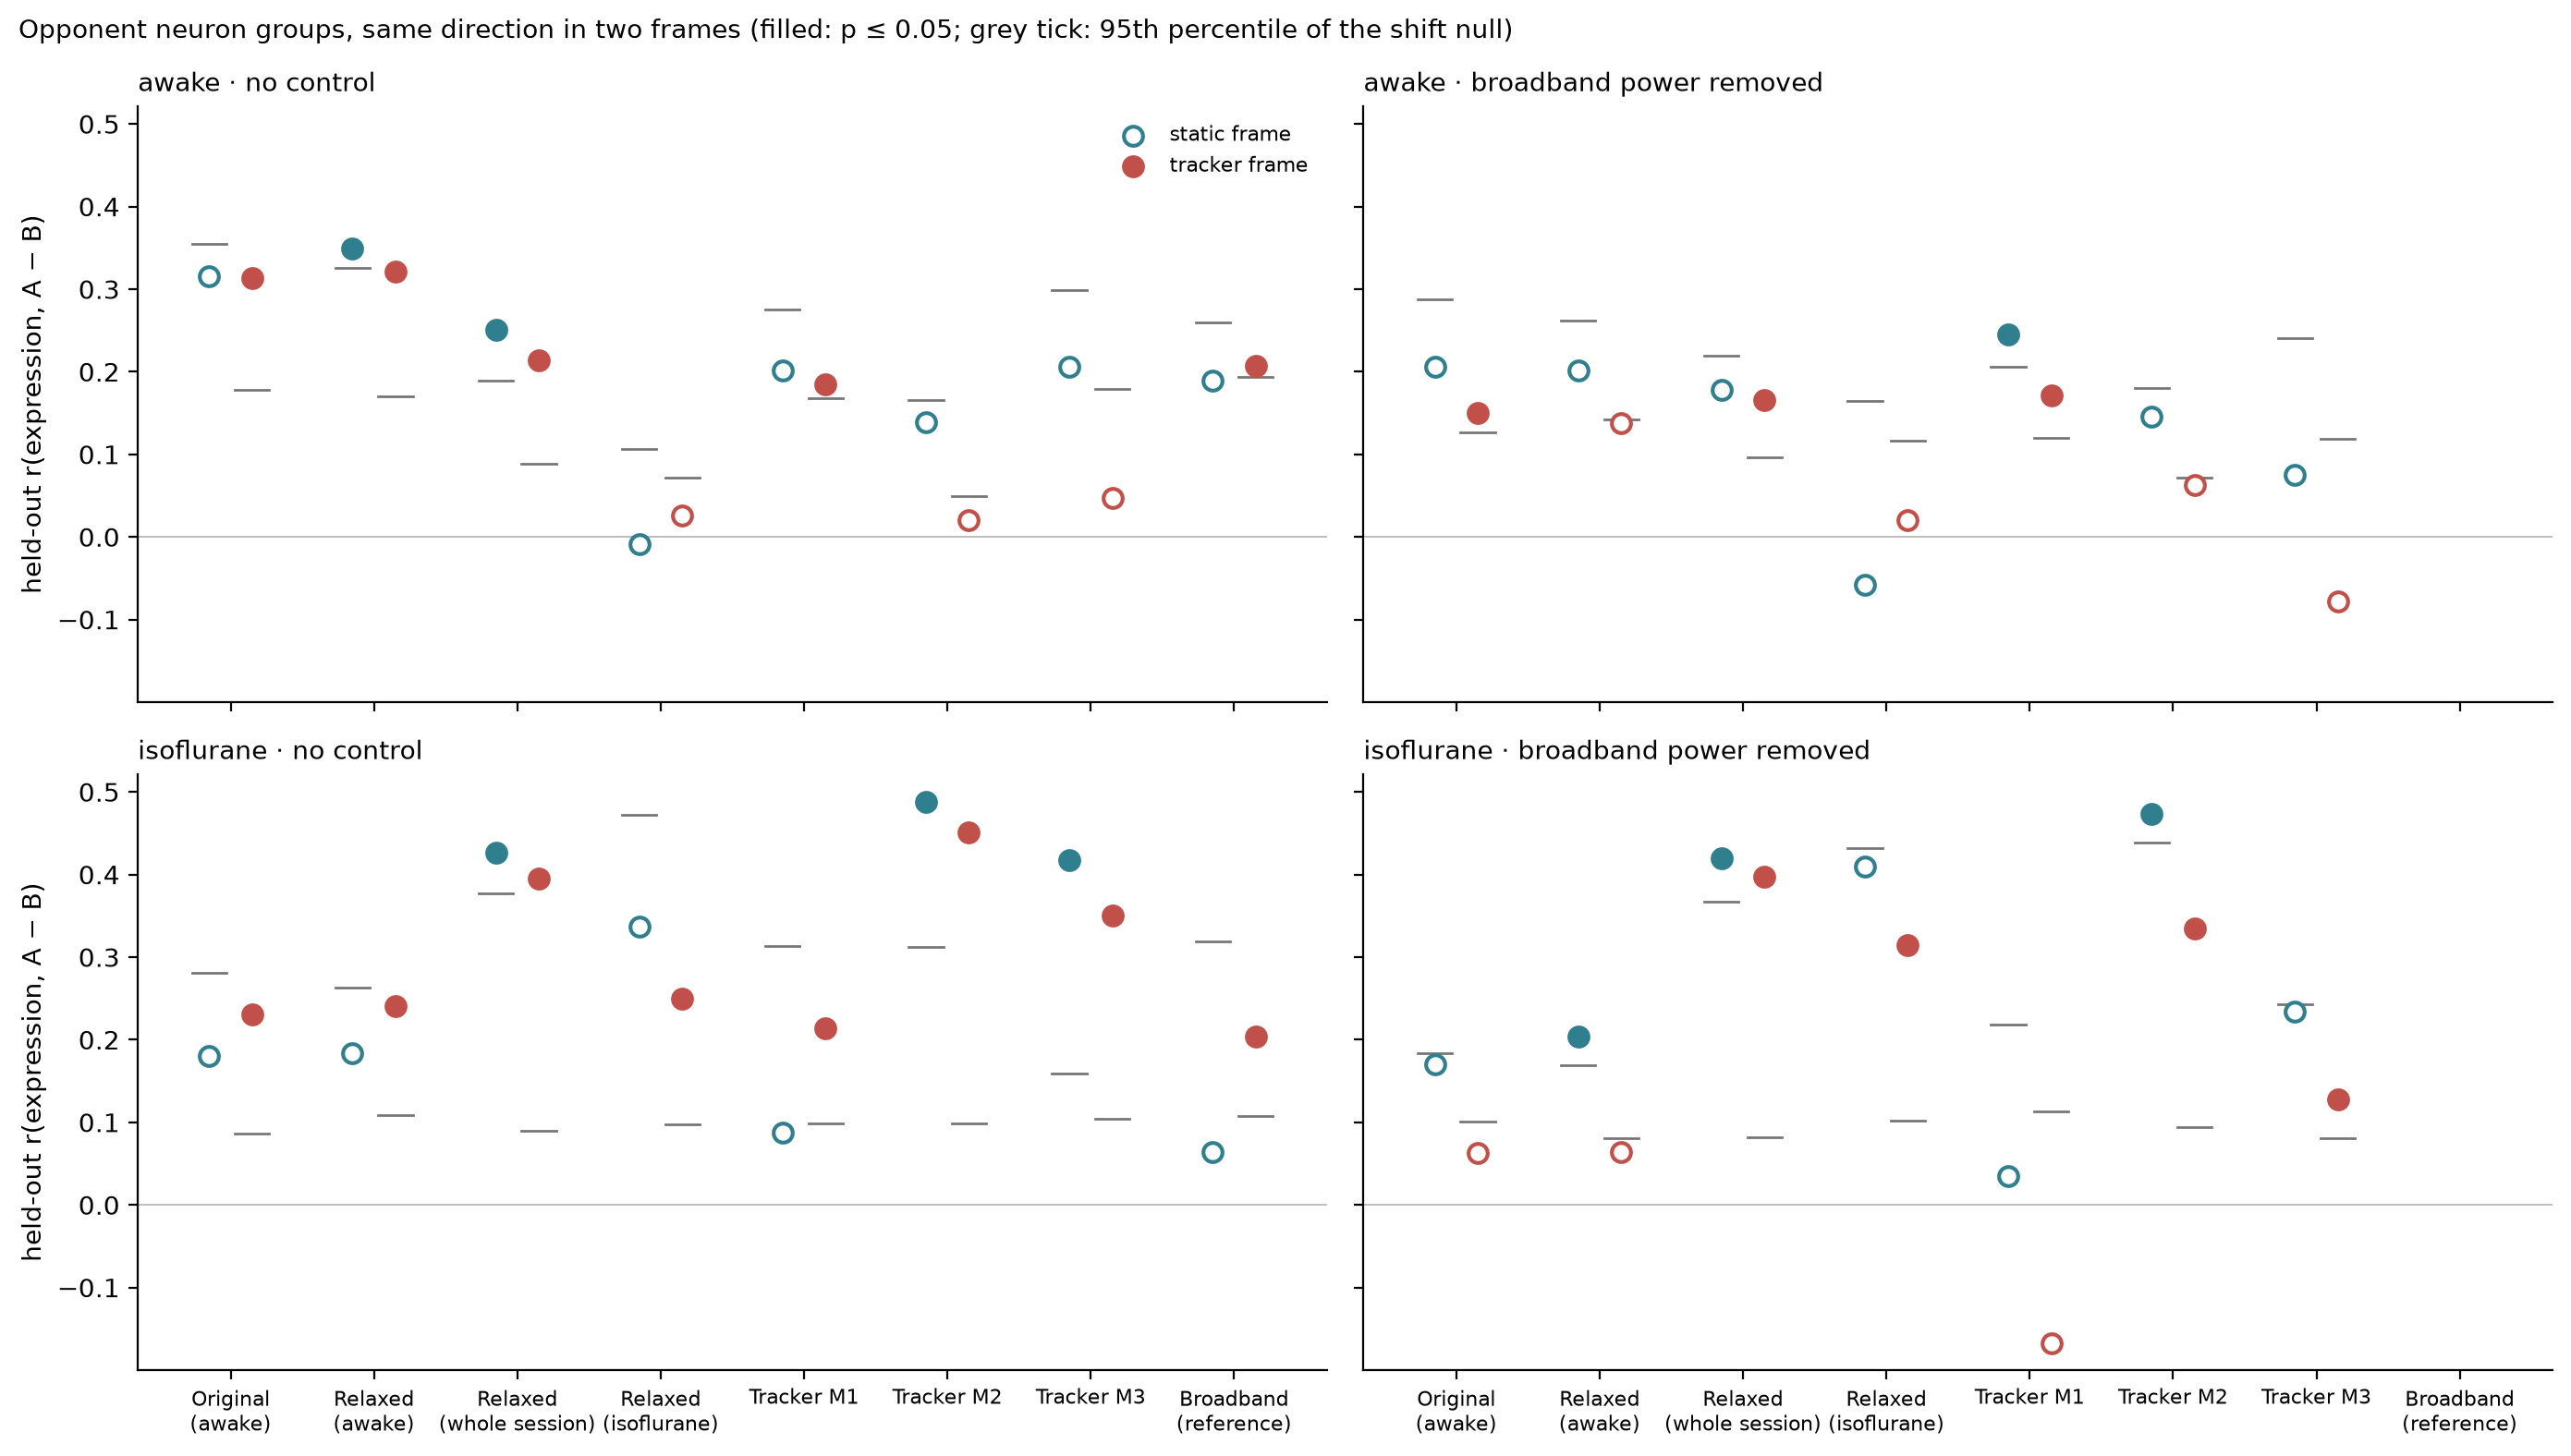 Opponent neuron groups, same direction in two frames (filled: p ≤ 0.05; grey tick: 95th percentile of the shift null)
awake · no control
awake · broadband power removed
static frame
tracker frame
held-out r(expression, A − B)
0.5
0.4
0.3
0.2
0.1
0.0
−0.1
isoflurane · no control
isoflurane · broadband power removed
held-out r(expression, A − B)
0.5
0.4
0.3
0.2
0.1
0.0
−0.1
Original
(awake)
Relaxed
(awake)
Relaxed
(whole session)
Relaxed
(isoflurane)
Tracker M1
Tracker M2
Tracker M3
Broadband
(reference)
Original
(awake)
Relaxed
(awake)
Relaxed
(whole session)
Relaxed
(isoflurane)
Tracker M1
Tracker M2
Tracker M3
Broadband
(reference)